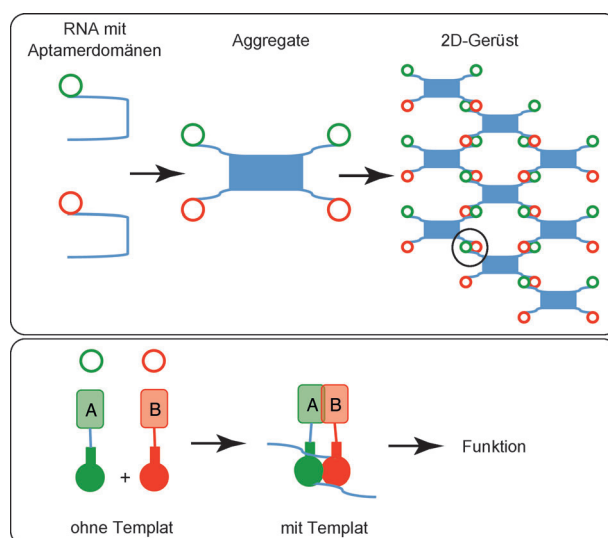 RNA mit
Aptamerdomänen
Aggregate
2D-Gerüst
A
B
A
B
+
Funktion
ohne Templat
mit Templat